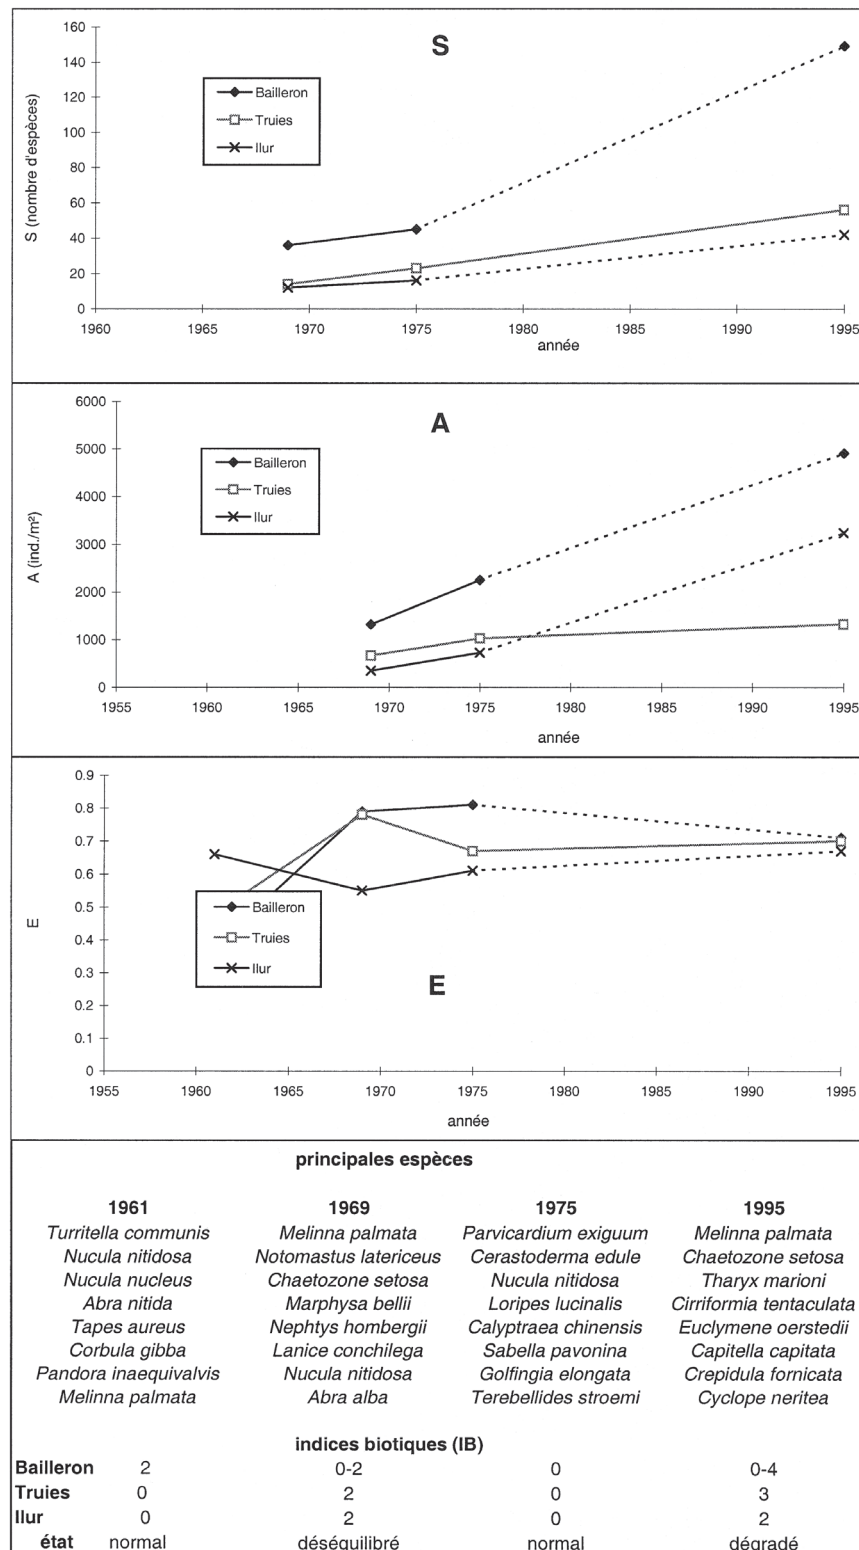 S
160
140
120
100
80
60
40
20
0
S (nombre d'espèces)
Bailleron
Truies
Ilur
1960 1965 1970 1975 1980 1985 1990 1995
année
A
6000
5000
4000
3000
2000
1000
0
A (ind./m²)
Bailleron
Truies
Ilur
1955 1960 1965 1970 1975 1980 1985 1990 1995
année
0.9
0.8
0.7
0.6
0.5
0.4
0.3
0.2
0.1
0
E
Bailleron
Truies
Ilur
E
1955 1960 1965 1970 1975 1980 1985 1990 1995
année
principales espèces
1961 1969 1975 1995
Turritella communis Melinna palmata Parvicardium exiguum Melinna palmata
Nucula nitidosa Notomastus latericeus Cerastoderma edule Chaetozone setosa
Nucula nucleus Chaetozone setosa Nucula nitidosa Tharyx marioni
Abra nitida Marphysa bellii Loripes lucinalis Cirriformia tentaculata
Tapes aureus Nephtys hombergii Calyptraea chinensis Euclymene oerstedii
Corbula gibba Lanice conchilega Sabella pavonina Capitella capitata
Pandora inaequivalvis Nucula nitidosa Golfingia elongata Crepidula fornicata
Melinna palmata Abra alba Terebellides stroemi Cyclope neritea
indices biotiques (IB)
Bailleron 2 0-2 0 0-4
Truies 0 2 0 3
Ilur 0 2 0 2
état normal déséquilibré normal dégradé